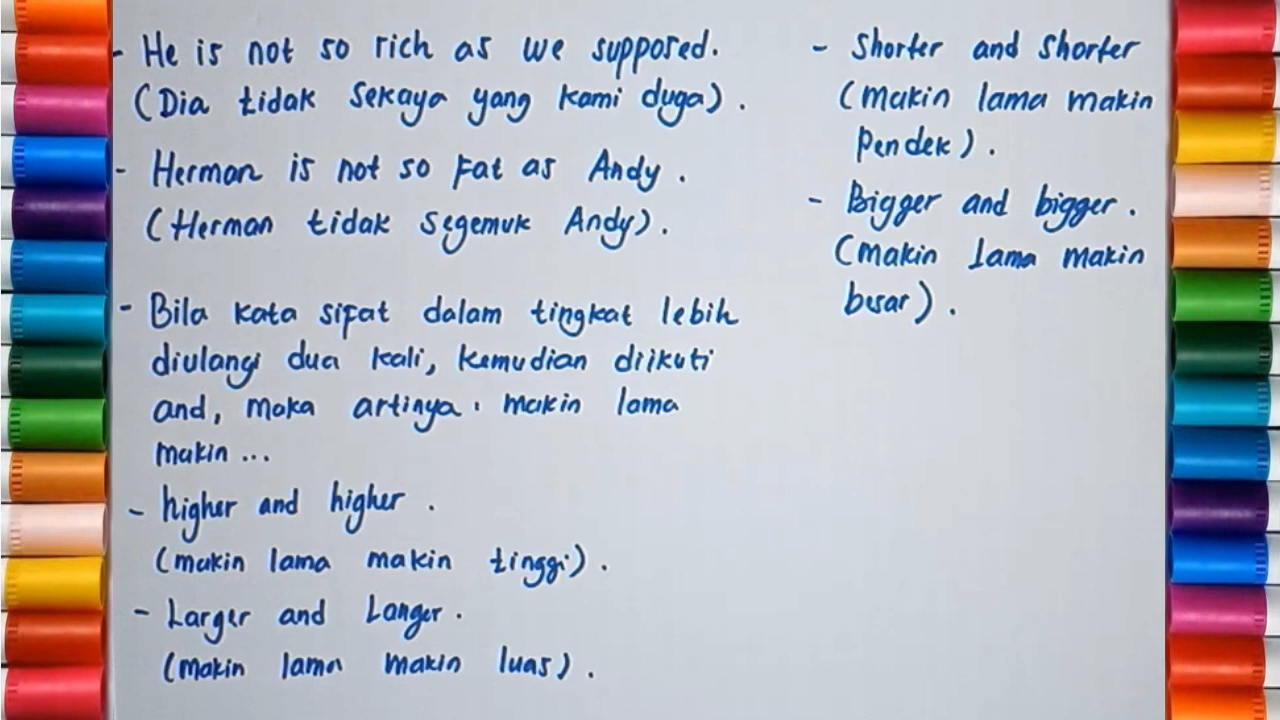 - He is not so rich as we supposed.
(Dia tidak sekaya yang kami duga).
- Herman is not so fat as Andy.
(Herman tidak segemuk Andy).
- Bila kata sifat dalam tingkat lebih
diulangi dua kali, kemudian diikuti
and, maka artinya. makin lama
makin ...
- higher and higher.
(makin lama makin tinggi).
- Larger and Langer.
(makin lama makin luas).
- Shorter and shorter
(makin lama makin
pendek).
- Bigger and bigger.
(makin lama makin
besar).